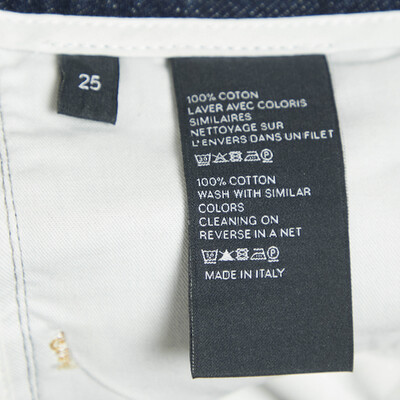 25
100% COTON
LAVER AVEC COLORIS
SIMILAIRES
NETTOYAGE SUR
L'ENVERS DANS UN FILET
100% COTTON
WASH WITH SIMILAR
COLORS
CLEANING ON
REVERSE IN A NET
MADE IN ITALY